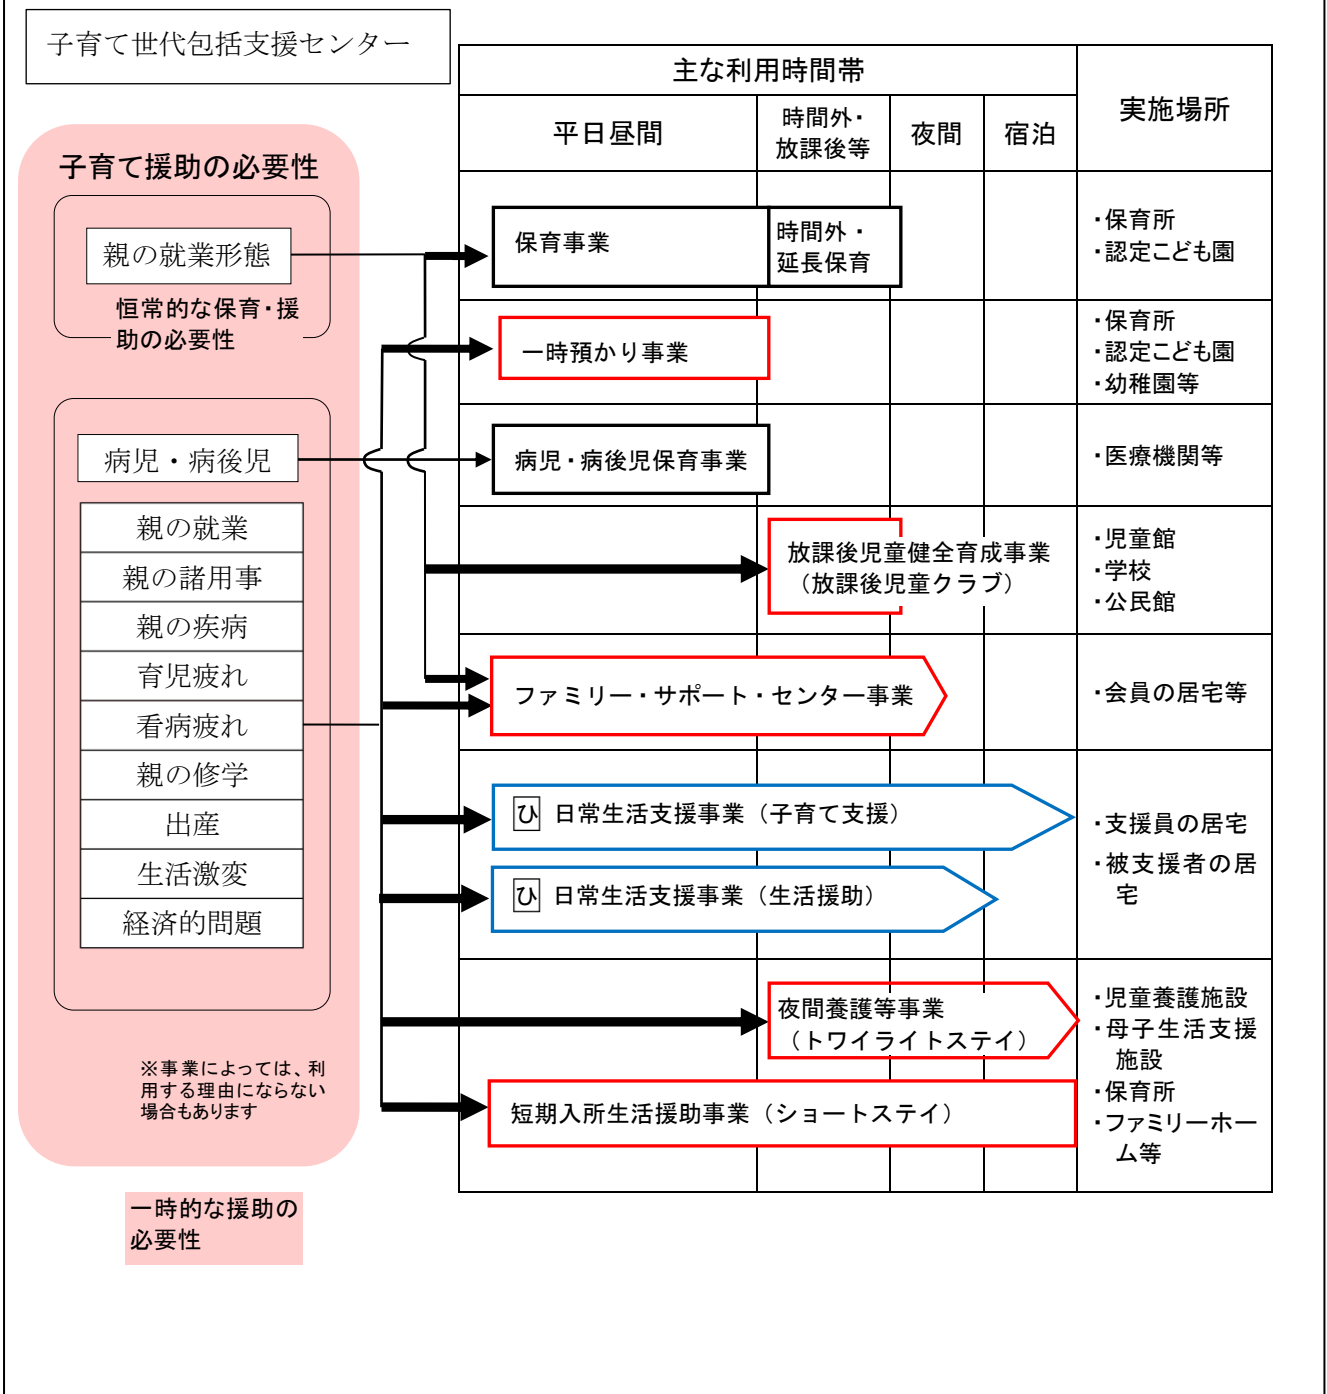 子育て世代包括支援センター
主な利用時間帯
実施場所
平日昼間
時間外・
放課後等
夜間
宿泊
子育て援助の必要性
親の就業形態
恒常的な保育・援
助の必要性
病児・病後児
親の就業
親の諸用事
親の疾病
育児疲れ
看病疲れ
親の修学
出産
生活激変
経済的問題
※事業によっては、利
用する理由にならない
場合もあります
一時的な援助の
必要性
保育事業
時間外・
延長保育
・保育所
・認定こども園
一時預かり事業
・保育所
・認定こども園
・幼稚園等
病児・病後児保育事業
・医療機関等
放課後児童健全育成事業
（放課後児童クラブ）
・児童館
・学校
・公民館
ファミリー・サポート・センター事業
・会員の居宅等
ひ 日常生活支援事業（子育て支援）
ひ 日常生活支援事業（生活援助）
・支援員の居宅
・被支援者の居
宅
夜間養護等事業
（トワイライトステイ）
短期入所生活援助事業（ショートステイ）
・児童養護施設
・母子生活支援
施設
・保育所
・ファミリーホー
ム等